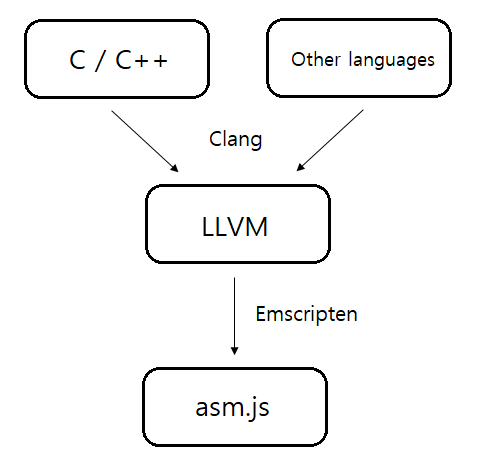 C / C++
Other languages
Clang
LLVM
Emscripten
asm.js